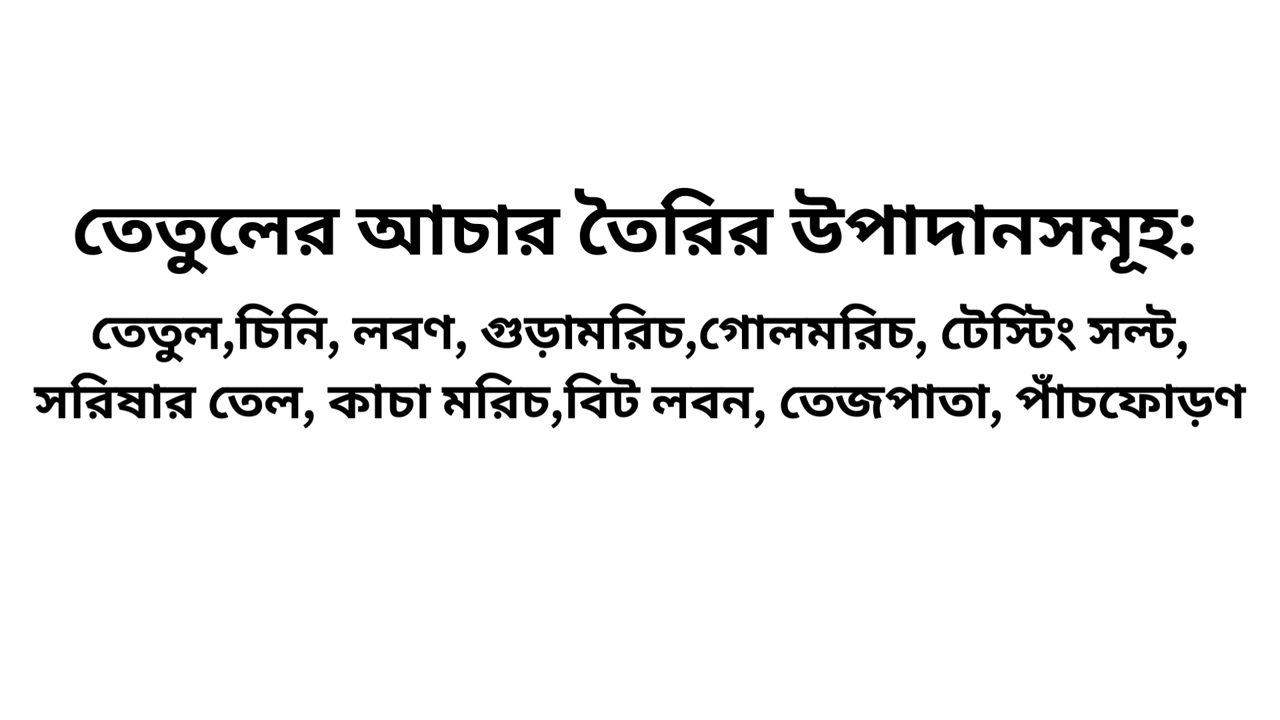 তেতুলের আচার তৈরির উপাদানসমূহ:
তেতুল,চিনি, লবণ, গুড়ামরিচ,গোলমরিচ, টেস্টিং সল্ট,
সরিষার তেল, কাচা মরিচ,বিট লবন, তেজপাতা, পাঁচফোড়ণ